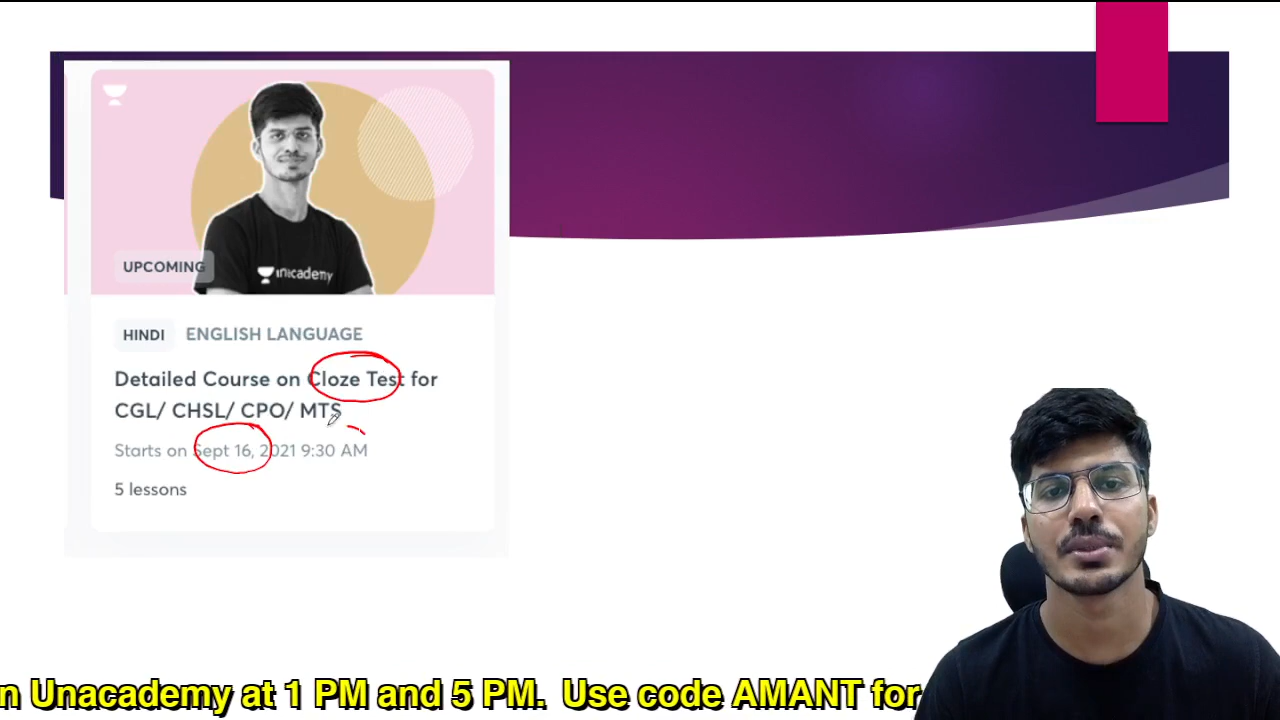 UPCOMING
unacademy
HINDI ENGLISH LANGUAGE
Detailed Course on Cloze Test for
CGL/ CHSL/ CPO/ MTS
Starts on Sept 16, 2021 9:30 AM
5 lessons
n Unacademy at 1 PM and 5 PM. Use code AMANT for